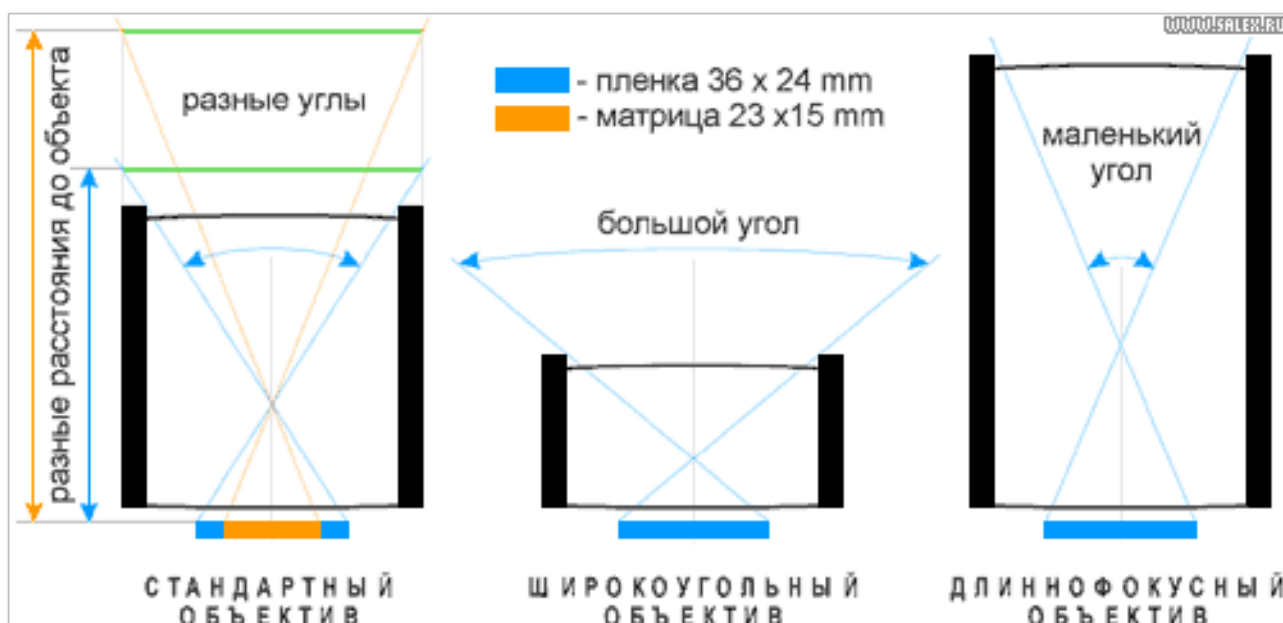 WWW.SALEX.RU
разные углы
- пленка 36 x 24 mm
- матрица 23 x15 mm
маленький
угол
большой угол
разные расстояния до объекта
СТАНДАРТНЫЙ
ОБЪЕКТИВ
ШИРОКОУГОЛЬНЫЙ
ОБЪЕКТИВ
ДЛИННОФОКУСНЫЙ
ОБЪЕКТИВ